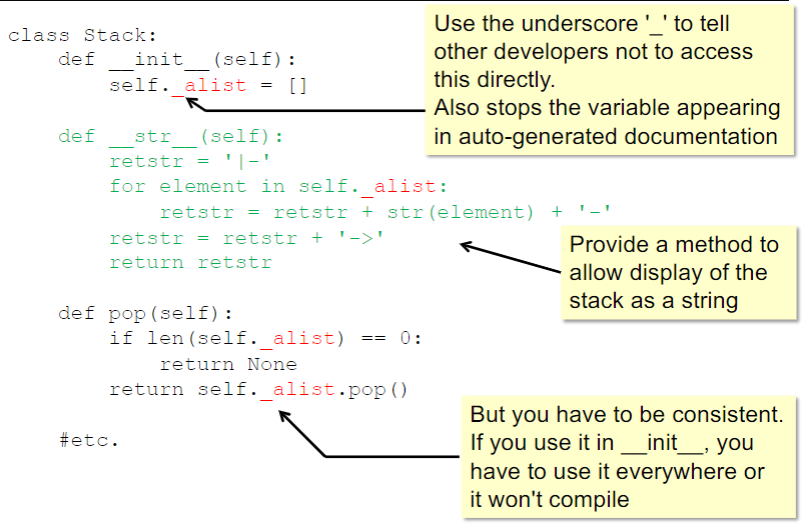 class Stack:
    def __init__(self):
        self._alist = []
Use the underscore '_' to tell
other developers not to access
this directly.
Also stops the variable appearing
in auto-generated documentation
    def __str__(self):
        retstr = '|-'
        for element in self._alist:
            retstr = retstr + str(element) + '-'
        retstr = retstr + '->'
        return retstr
Provide a method to
allow display of the
stack as a string
    def pop(self):
        if len(self._alist) == 0:
            return None
        return self._alist.pop()
    #etc.
But you have to be consistent.
If you use it in __init__, you
have to use it everywhere or
it won't compile